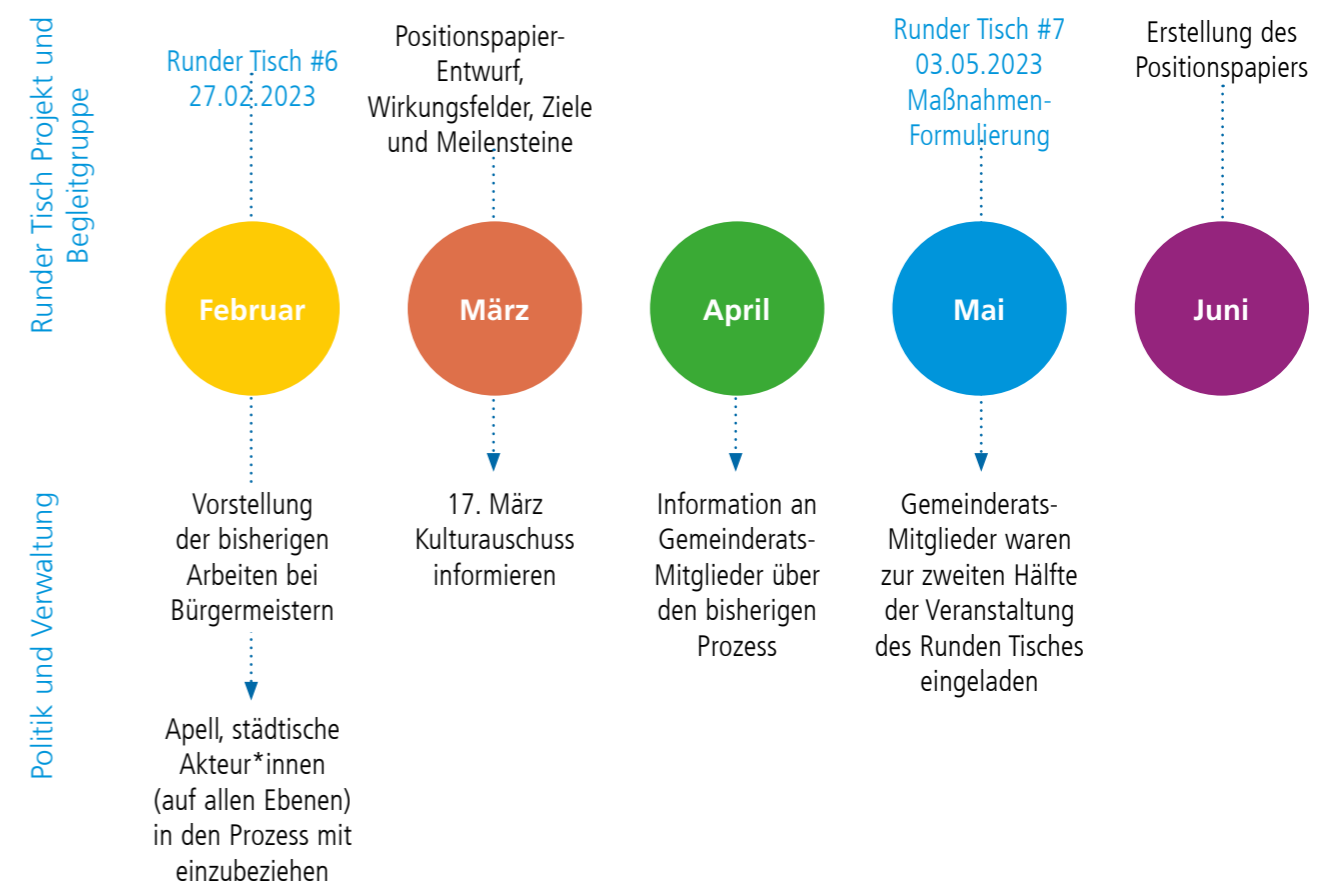 Runder Tisch Projekt und
Begleitgruppe
Runder Tisch #6
27.02.2023
Positionspapier-
Entwurf,
Wirkungsfelder, Ziele
und Meilensteine
Runder Tisch #7
03.05.2023
Maßnahmen-
Formulierung
Erstellung des
Positionspapiers
Februar
März
April
Mai
Juni
Politik und Verwaltung
Vorstellung
der bisherigen
Arbeiten bei
Bürgermeistern
Apell, städtische
Akteur*innen
(auf allen Ebenen)
in den Prozess mit
einzubeziehen
17. März
Kulturauschuss
informieren
Information an
Gemeinderats-
Mitglieder über
den bisherigen
Prozess
Gemeinderats-
Mitglieder waren
zur zweiten Hälfte
der Veranstaltung
des Runden Tisches
eingeladen